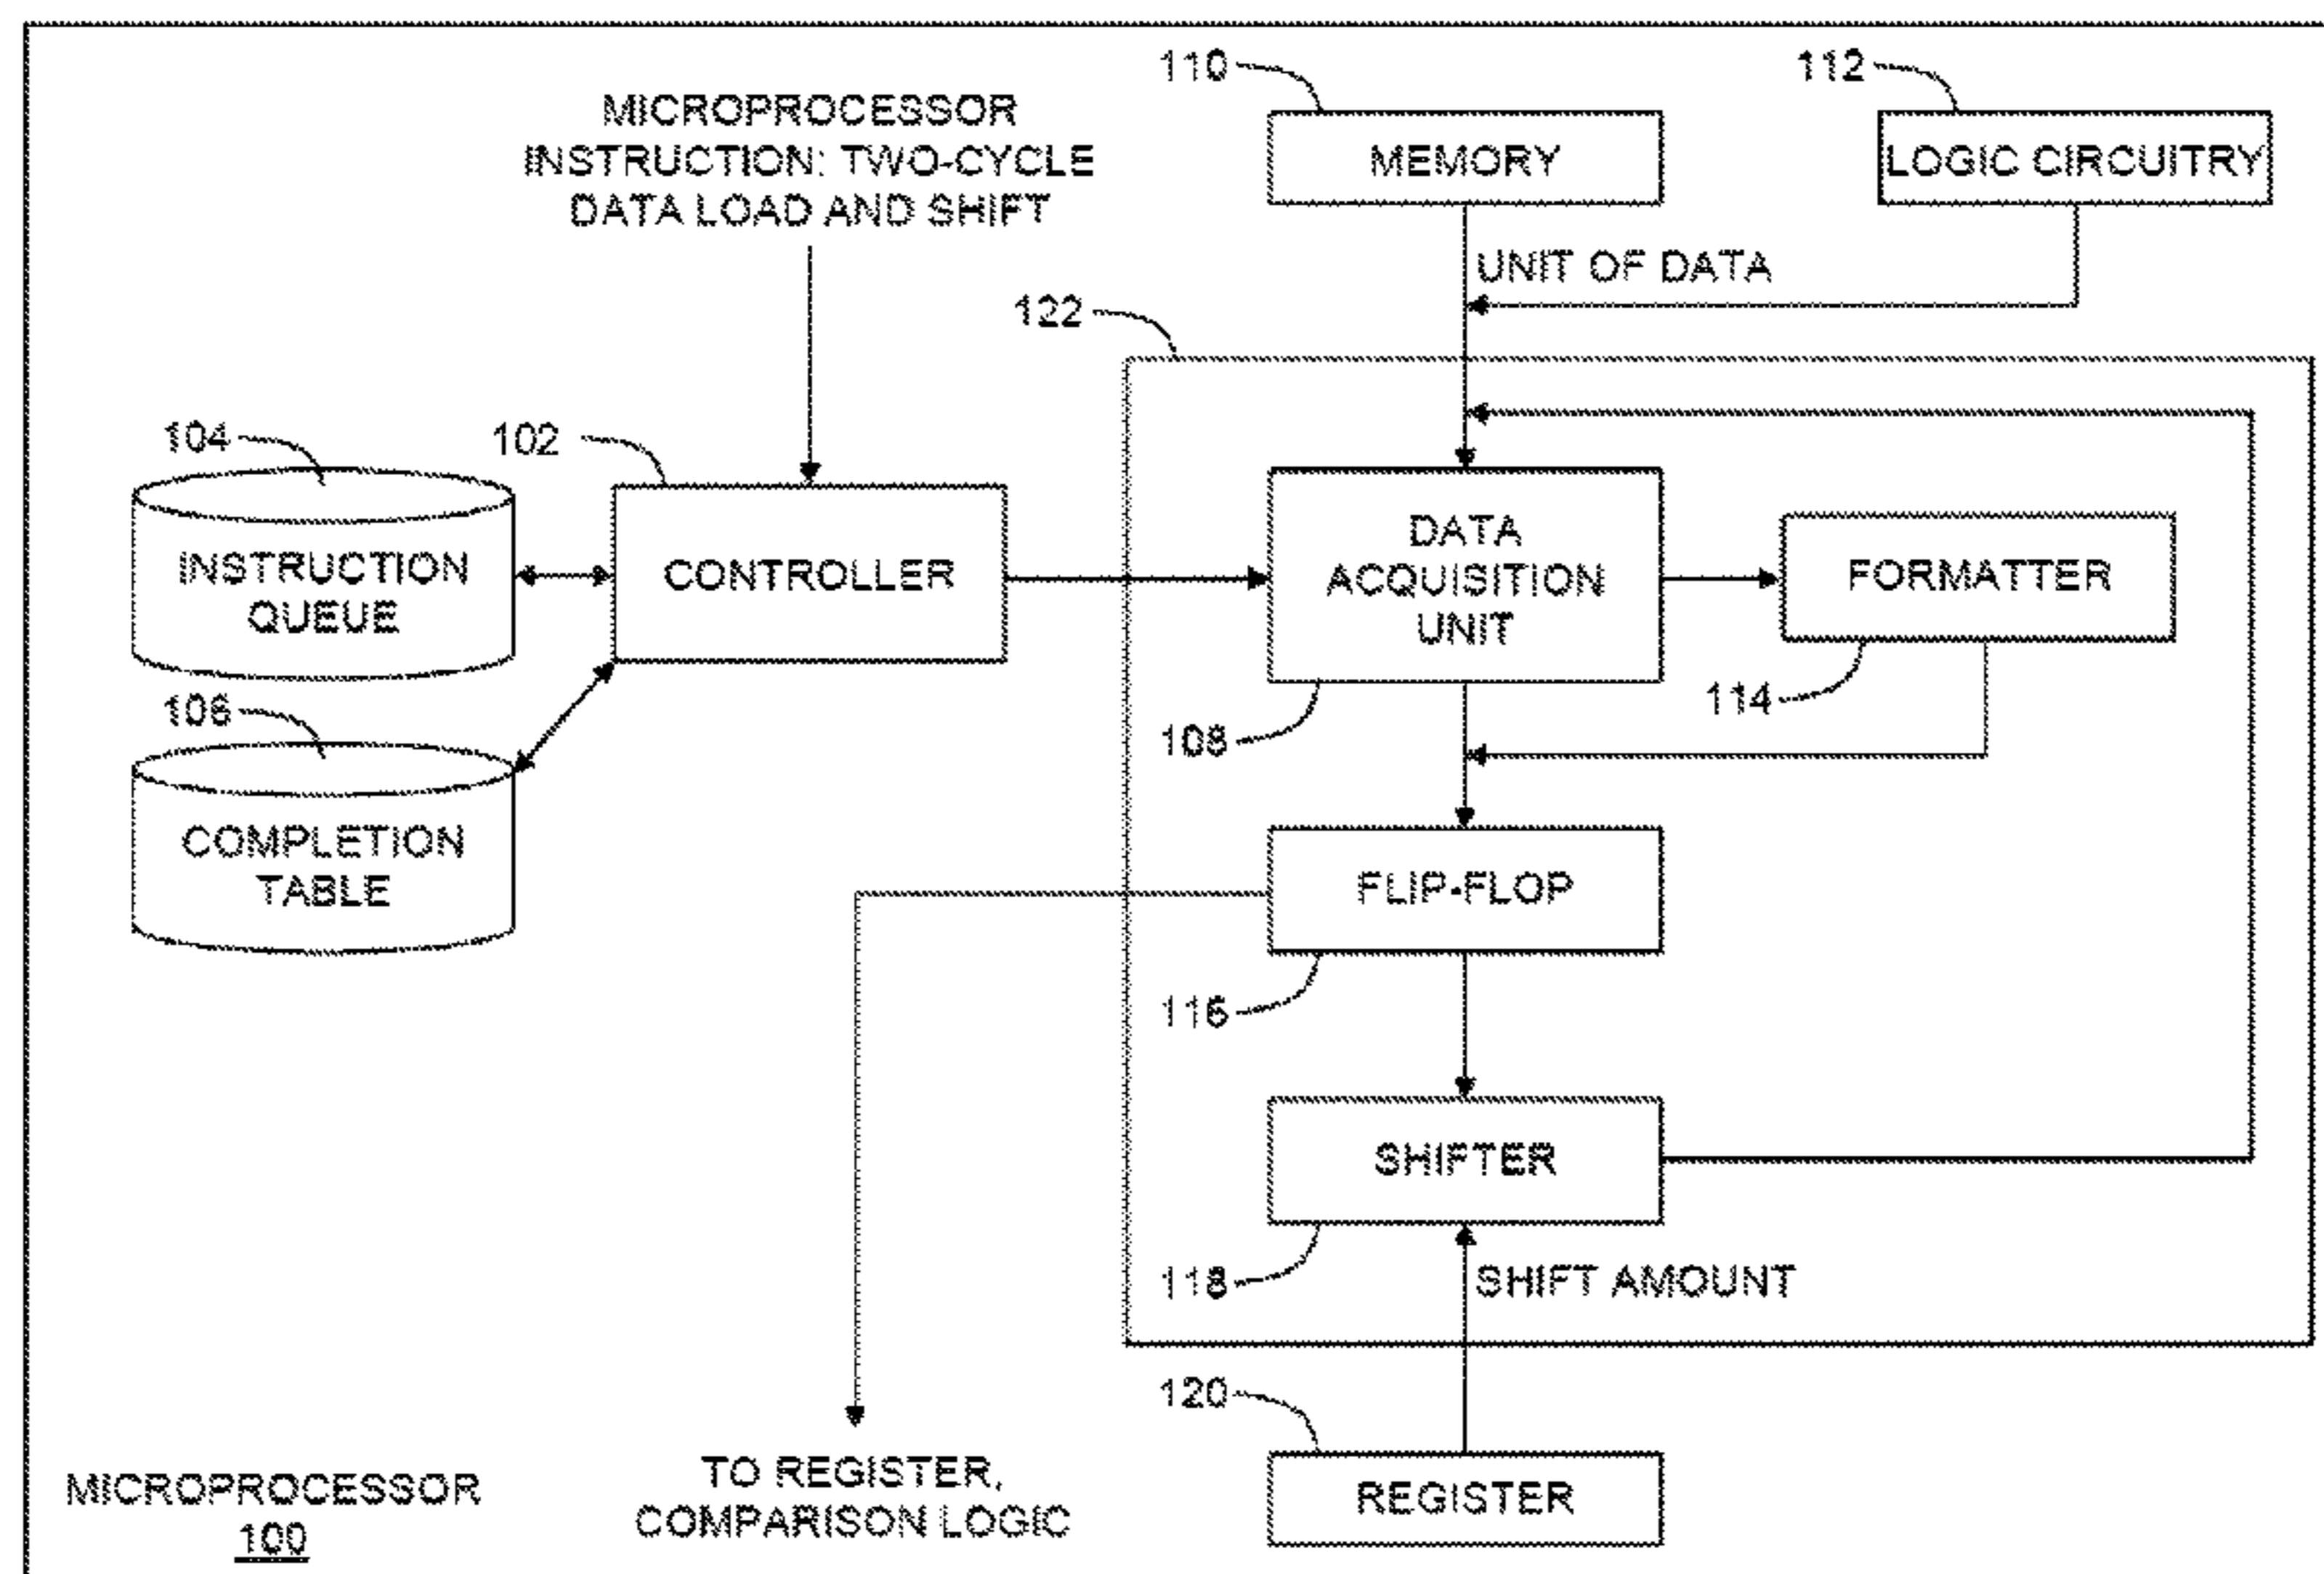 110
112
MICROPROCESSOR
INSTRUCTION: TWO-CYCLE
DATA LOAD AND SHIFT
MEMORY
LOGIC CIRCUITRY
UNIT OF DATA
122
104
102
INSTRUCTION
QUEUE
CONTROLLER
DATA
ACQUISITION
UNIT
FORMATTER
106
108
114
COMPLETION
TABLE
FLIP-FLOP
116
SHIFTER
118
SHIFT AMOUNT
120
REGISTER
TO REGISTER,
COMPARISON LOGIC
MICROPROCESSOR
100